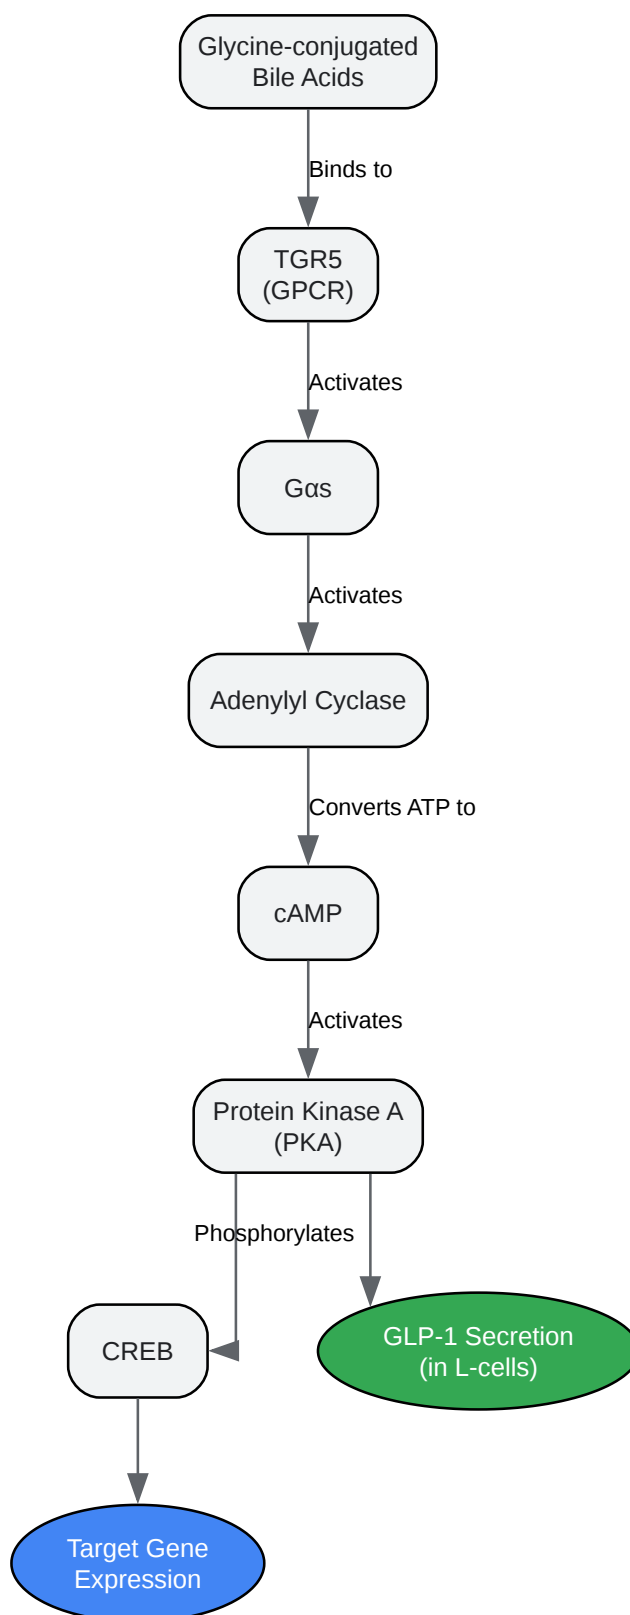 Glycine-conjugated
Bile Acids
Binds to
TGR5
(GPCR)
Activates
Gαs
Activates
Adenylyl Cyclase
Converts ATP to
cAMP
Activates
Protein Kinase A
(PKA)
Phosphorylates
CREB
GLP-1 Secretion
(in L-cells)
Target Gene
Expression